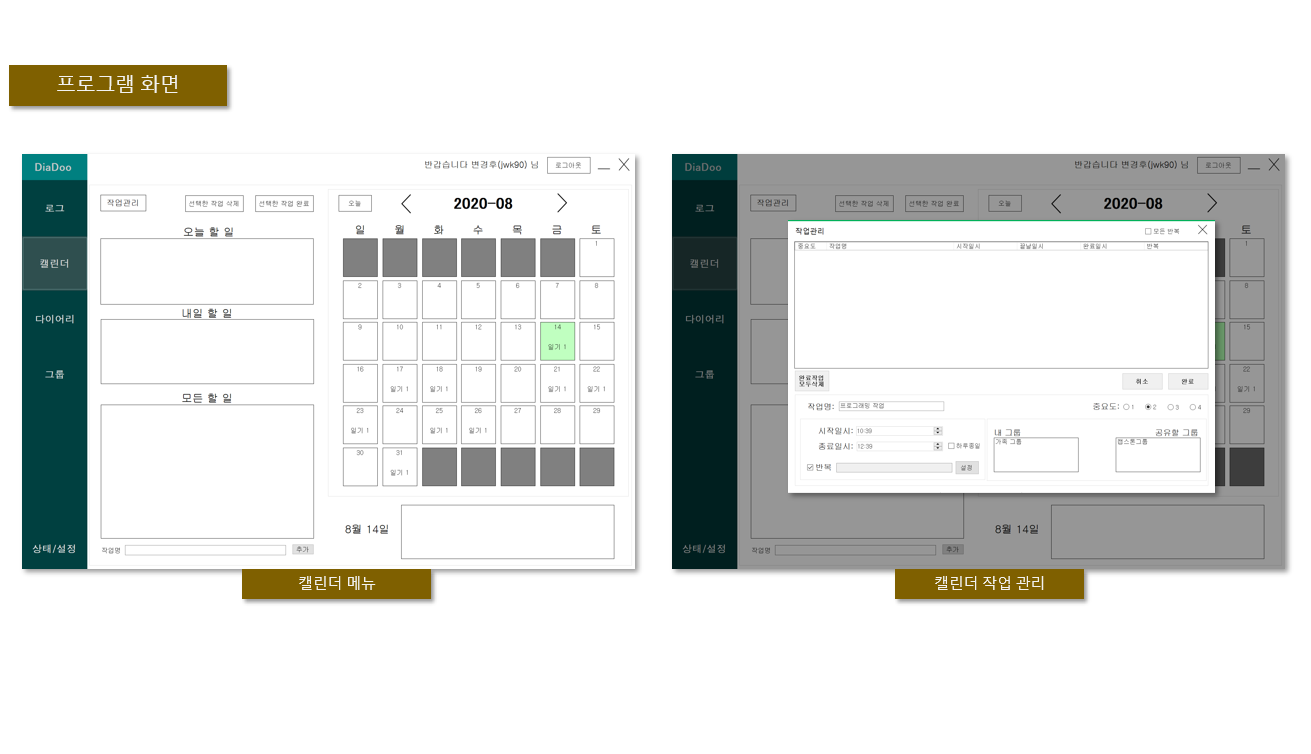 프로그램 화면
DiaDoo
반갑습니다 변경후(jwk90) 님
로그아웃
로그
캘린더
다이어리
그룹
상태/설정
작업관리
선택한 작업 삭제
선택한 작업 완료
오늘 할 일
내일 할 일
모든 할 일
작업명
추가
오늘
2020-08
일 월 화 수 목 금 토
1
2 3 4 5 6 7 8
9 10 11 12 13 14 15
일기 1
16 17 18 19 20 21 22
일기 1 일기 1 일기 1 일기 1
23 24 25 26 27 28 29
일기 1 일기 1 일기 1
30 31
일기 1
8월 14일
캘린더 메뉴
DiaDoo
반갑습니다 변경후(jwk90) 님
로그아웃
로그
캘린더
다이어리
그룹
상태/설정
작업관리
선택한 작업 삭제
선택한 작업 완료
오늘
2020-08
토
1
8
15
22
일기 1
29
작업관리
모든 반복
중요도 작업명 시작일시 끝날일시 완료일시 반복
완료작업
모두삭제
취소
완료
작업명: 프로그래밍 작업
중요도: 1 2 3 4
시작일시: 10:39
종료일시: 12:39
하루종일
반복
설정
내 그룹
가족 그룹
공유할 그룹
캡스톤그룹
8월 14일
작업명
추가
캘린더 작업 관리